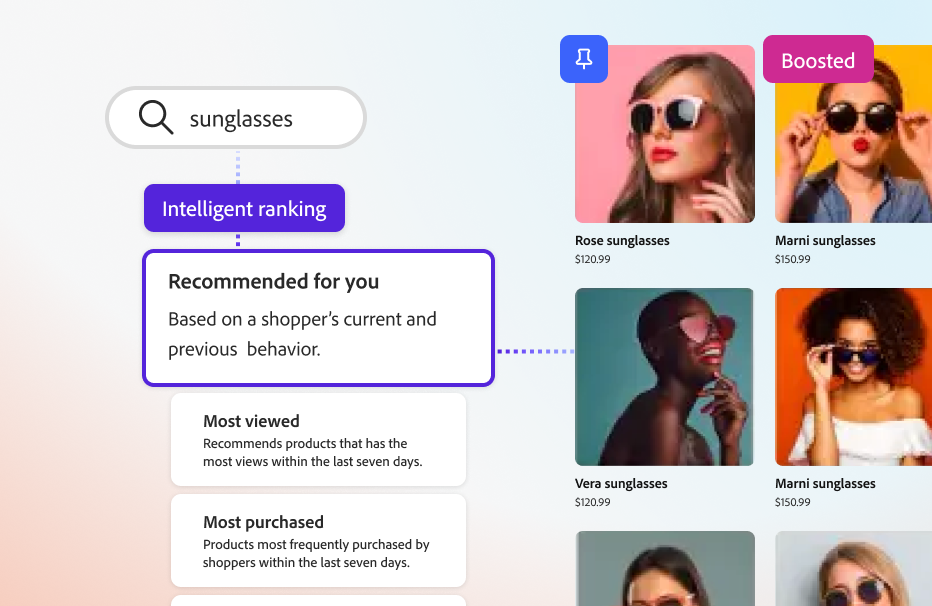 sunglasses
Intelligent ranking
Recommended for you
Based on a shopper’s current and
previous behavior.
Most viewed
Recommends products that has the
most views within the last seven days.
Most purchased
Products most frequently purchased by
shoppers within the last seven days.
Boosted
Rose sunglasses
$120.99
Marni sunglasses
$150.99
Vera sunglasses
$120.99
Marni sunglasses
$150.99